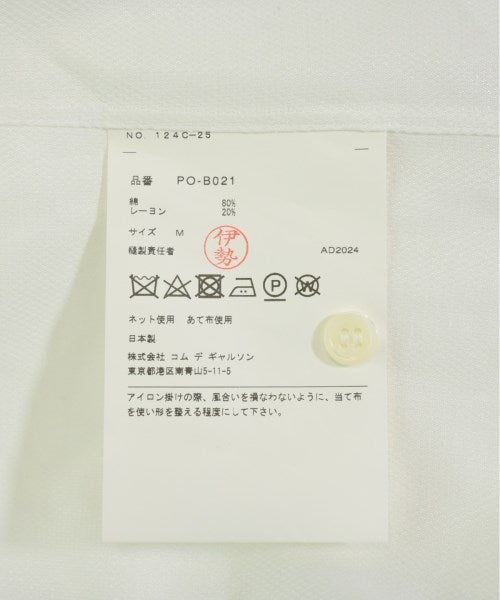 NO. 124C-25
品番 PO-B021
綿 80%
レーヨン 20%
サイズ M
縫製責任者 伊勢 AD2024
P W
ネット使用 あて布使用
日本製
株式会社 コム デ ギャルソン
東京都港区南青山5-11-5
アイロン掛けの際、風合いを損なわないように、当て布
を使い形を整える程度にして下さい。